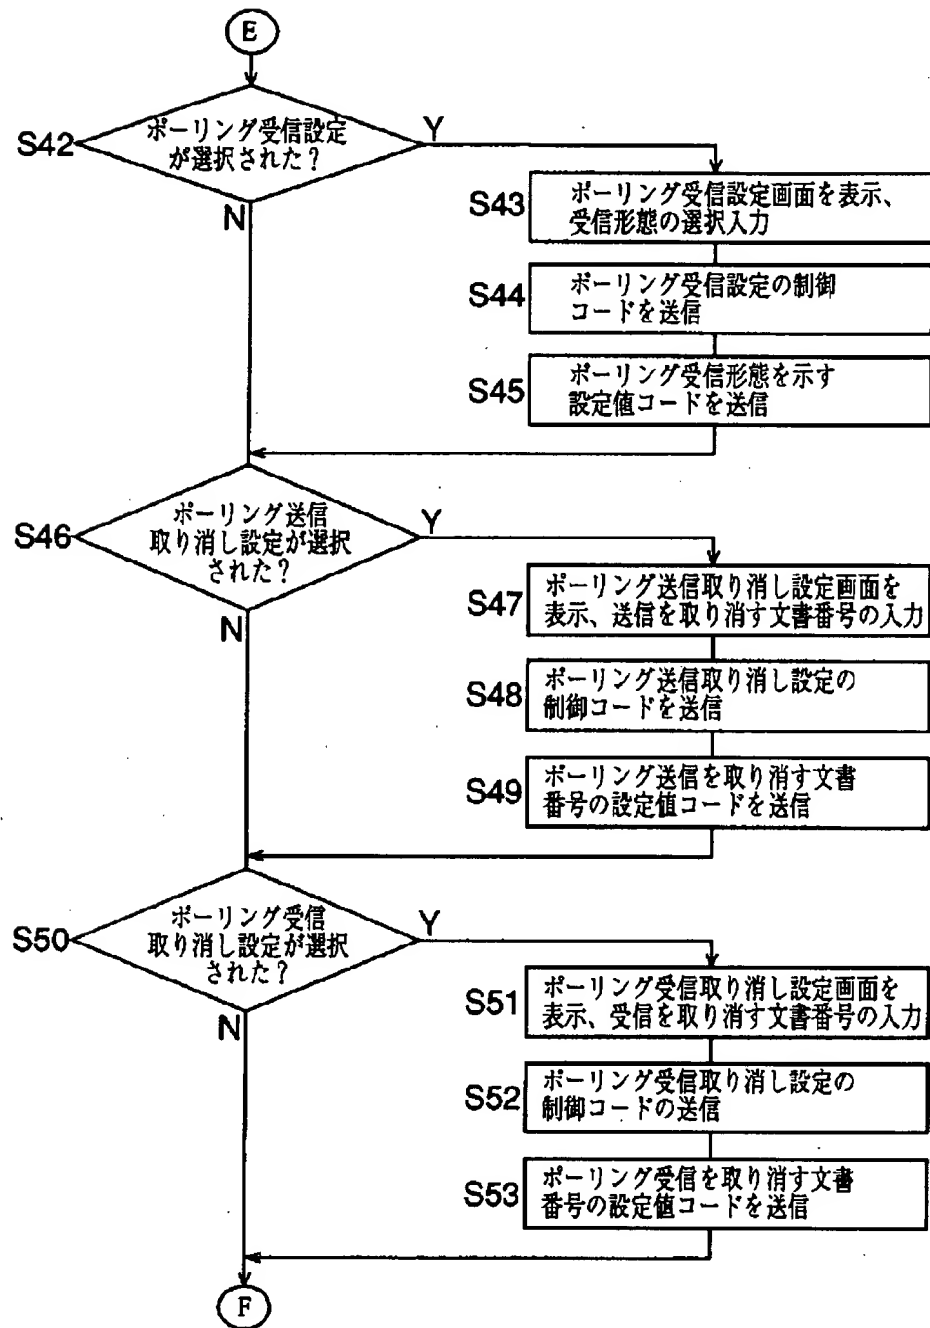 E
S42
ポーリング受信設定
が選択された?
Y
N
S43
ポーリング受信設定画面を表示、
受信形態の選択入力
S44
ポーリング受信設定の制御
コードを送信
S45
ポーリング受信形態を示す
設定値コードを送信
S46
ポーリング送信
取り消し設定が選択
された?
Y
N
S47
ポーリング送信取り消し設定画面を
表示、送信を取り消す文書番号の入力
S48
ポーリング送信取り消し設定の
制御コードを送信
S49
ポーリング送信を取り消す文書
番号の設定値コードを送信
S50
ポーリング受信
取り消し設定が選択
された?
Y
N
S51
ポーリング受信取り消し設定画面を
表示、受信を取り消す文書番号の入力
S52
ポーリング受信取り消し設定の
制御コードの送信
S53
ポーリング受信を取り消す文書
番号の設定値コードを送信
F